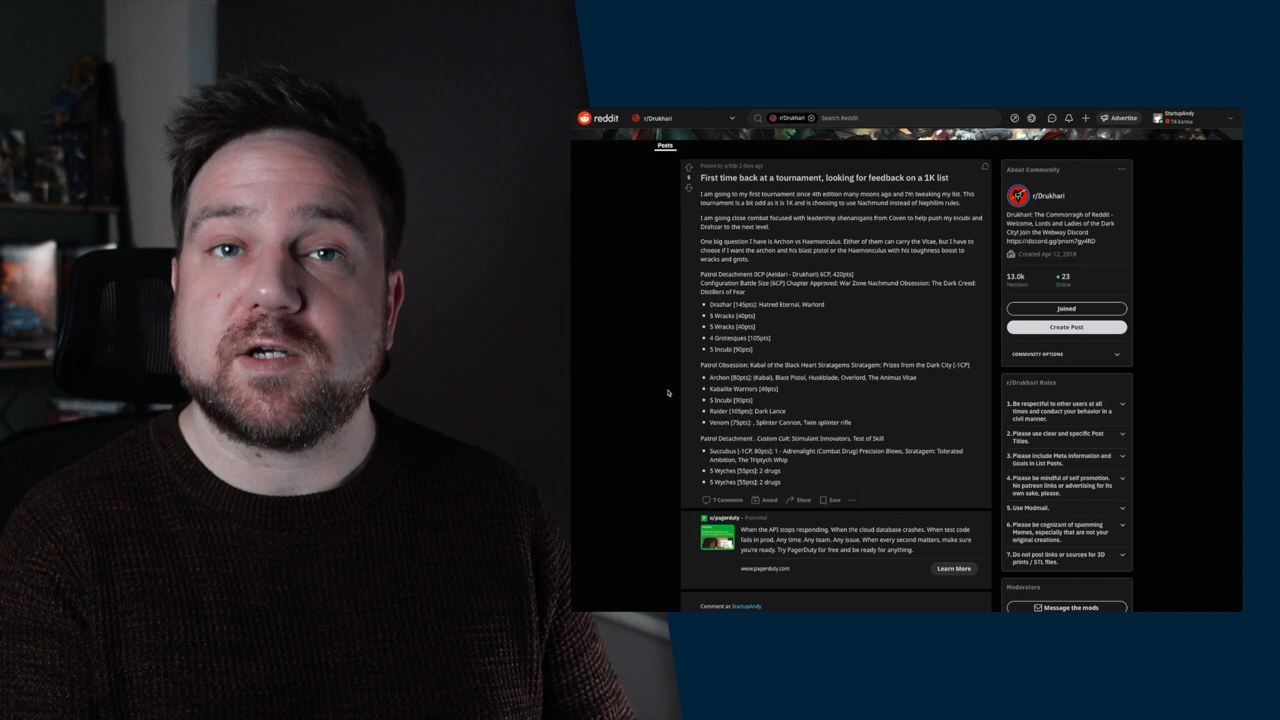 reddit
r/Drukhari
r/Drukhari
Search Reddit
Advertise
StartupAndy
74 karma
Posts
5
First time back at a tournament, looking for feedback on a 1K list
I am going to my first tournament since 4th edition many moons ago and I'm tweaking my list. This
tournament is a bit odd as it is 1K and is choosing to use Nachmund instead of Nephilim rules.
I am going close combat focused with leadership shenanigans from Coven to help push my Incubi and
Drahzar to the next level.
One big question I have is Archon vs Haemonculus. Either of them can carry the Vitae, but I have to
choose if I want the archon and his blast pistol or the Haemonculus with his toughness boost to
wracks and grots.
Patrol Detachment 0CP (Aeldari - Drukhari) 6CP, 420pts]
Configuration Battle Size [6CP] Chapter Approved: War Zone Nachmund Obsession: The Dark Creed:
Distillers of Fear
Drazhar [145pts]: Hatred Eternal, Warlord
5 Wracks [40pts]
5 Wracks [40pts]
4 Grotesques [105pts]
5 Incubi [90pts]
Patrol Obsession: Kabal of the Black Heart Stratagems Stratagem: Prizes from the Dark City [-1CP]
Archon [80pts]: (Kabal), Blast Pistol, Huskblade, Overlord, The Animus Vitae
Kabalite Warriors [40pts]
5 Incubi [90pts]
Raider [105pts]: Dark Lance
Venom [75pts]: , Splinter Cannon, Twin splinter rifle
Patrol Detachment . Custom Cult: Stimulant Innovators, Test of Skill
Succubus [-1CP, 80pts]: 1 - Adrenalight (Combat Drug) Precision Blows, Stratagem: Tolerated
Ambition, The Triptych Whip
5 Wyches [55pts]: 2 drugs
5 Wyches [55pts]: 2 drugs
7 Comments
Award
Share
Save
u/pagerduty • Promoted
When the API stops responding. When the cloud database crashes. When test code
fails in prod. Any time. Any team. Any issue. When every second matters, make sure
you're ready. Try PagerDuty for free and be ready for anything.
www.pagerduty.com
Learn More
Comment as StartupAndy
About Community
r/Drukhari
Drukhari: The Commorragh of Reddit -
Welcome, Lords and Ladies of the Dark
City! Join the Webway Discord
Created Apr 12, 2018
13.0k
23
Members
Online
Joined
Create Post
COMMUNITY OPTIONS
r/Drukhari Rules
1. Be respectful to other users at all
times and conduct your behavior in a
civil manner.
2. Please use clear and specific Post
Titles.
3. Please include Meta Information and
Goals in List Posts.
4. Please be mindful of self promotion.
No patreon links or advertising for its
own sake, please.
5. Use Modmail.
6. Please be cognizant of spamming
Memes, especially that are not your
original creations.
7. Do not post links or sources for 3D
prints / STL files.
Moderators
Message the mods